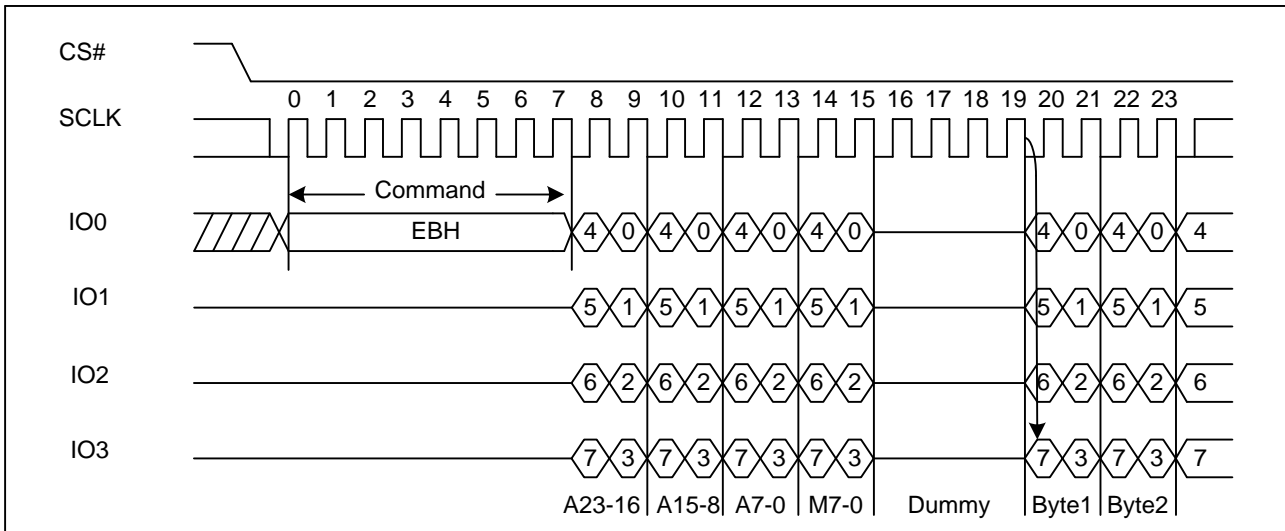 CS#
0 1 2 3 4 5 6 7 8 9 10 11 12 13 14 15 16 17 18 19 20 21 22 23
SCLK
Command
IO0 EBH 4 0 4 0 4 0 4 0 4 0 4 0 4
IO1 5 1 5 1 5 1 5 1 5 1 5 1 5
IO2 6 2 6 2 6 2 6 2 6 2 6 2 6
IO3 7 3 7 3 7 3 7 3 7 3 7 3 7
A23-16 A15-8 A7-0 M7-0 Dummy Byte1 Byte2